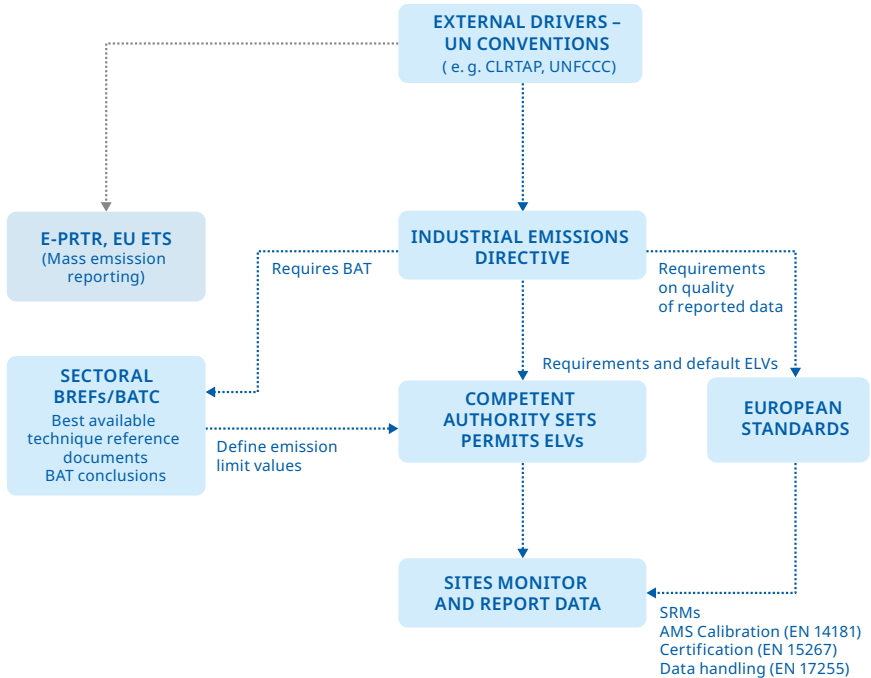 EXTERNAL DRIVERS –
UN CONVENTIONS
( e. g. CLRTAP, UNFCCC)
E-PRTR, EU ETS
(Mass emsission
reporting)
INDUSTRIAL EMISSIONS
DIRECTIVE
Requires BAT
Requirements
on quality
of reported data
Requirements and default ELVs
SECTORAL
BREFs/BATC
Best available
technique reference
documents
BAT conclusions
Define emission
limit values
COMPETENT
AUTHORITY SETS
PERMITS ELVs
EUROPEAN
STANDARDS
SITES MONITOR
AND REPORT DATA
SRMs
AMS Calibration (EN 14181)
Certification (EN 15267)
Data handling (EN 17255)